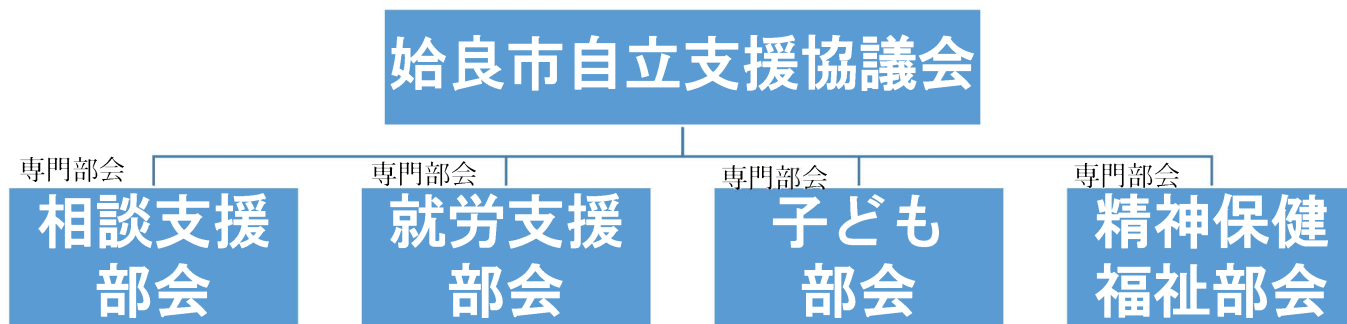 姶良市自立支援協議会
専門部会
相談支援
部会
専門部会
就労支援
部会
専門部会
子ども
部会
専門部会
精神保健
福祉部会